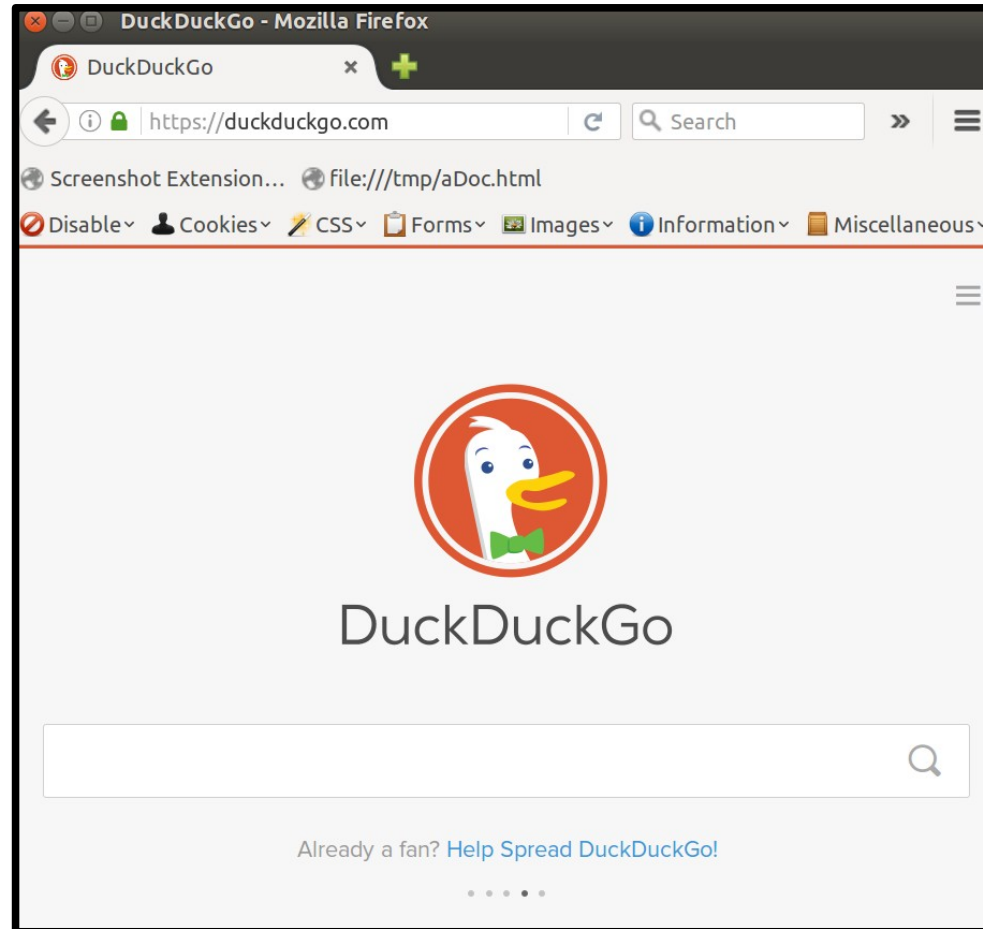 DuckDuckGo - Mozilla Firefox
DuckDuckGo
https://duckduckgo.com Search
Screenshot Extension... file:///tmp/aDoc.html
Disable Cookies CSS Forms Images Information Miscellaneous
DuckDuckGo
Already a fan? Help Spread DuckDuckGo!